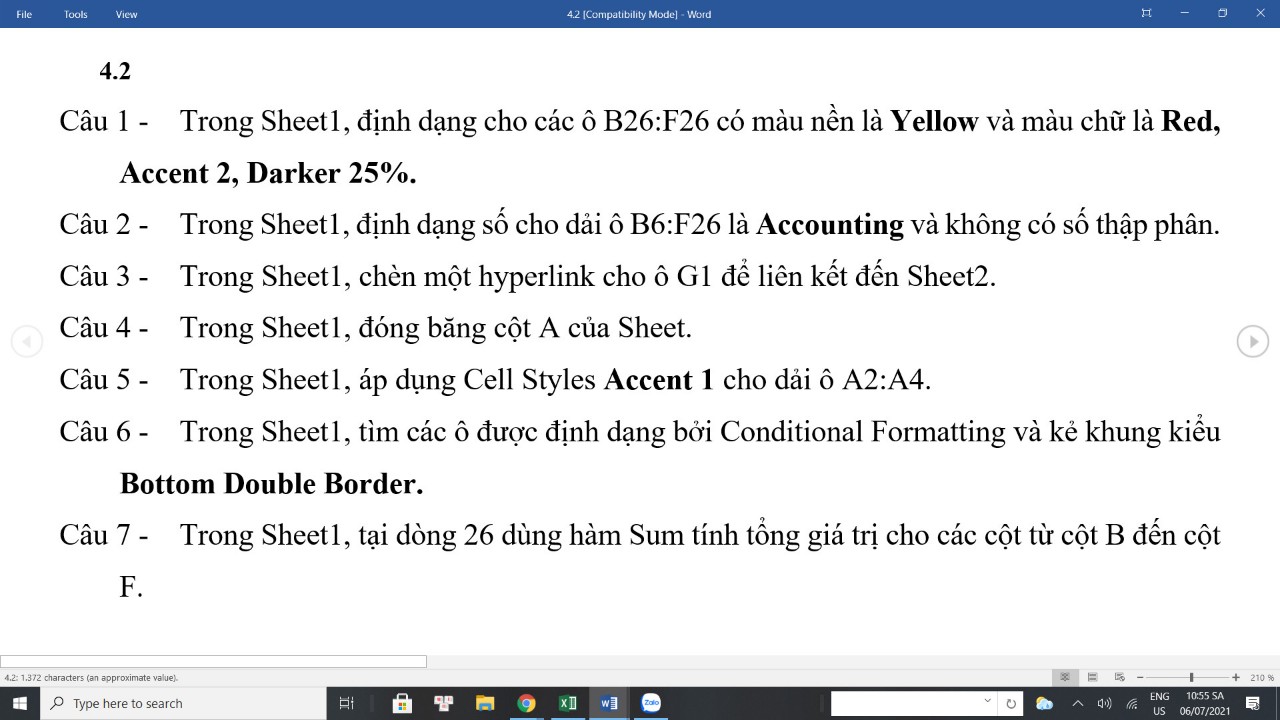 File Tools View 4.2 [Compatibility Mode] - Word
4.2
Câu 1 - Trong Sheet1, định dạng cho các ô B26:F26 có màu nền là Yellow và màu chữ là Red,
Accent 2, Darker 25%.
Câu 2 - Trong Sheet1, định dạng số cho dải ô B6:F26 là Accounting và không có số thập phân.
Câu 3 - Trong Sheet1, chèn một hyperlink cho ô G1 để liên kết đến Sheet2.
Câu 4 - Trong Sheet1, đóng băng cột A của Sheet.
Câu 5 - Trong Sheet1, áp dụng Cell Styles Accent 1 cho dải ô A2:A4.
Câu 6 - Trong Sheet1, tìm các ô được định dạng bởi Conditional Formatting và kẻ khung kiểu
Bottom Double Border.
Câu 7 - Trong Sheet1, tại dòng 26 dùng hàm Sum tính tổng giá trị cho các cột từ cột B đến cột
F.
4.2: 1.372 characters (an approximate value). 210 %
Type here to search Zalo ENG 10:55 SA
US 06/07/2021